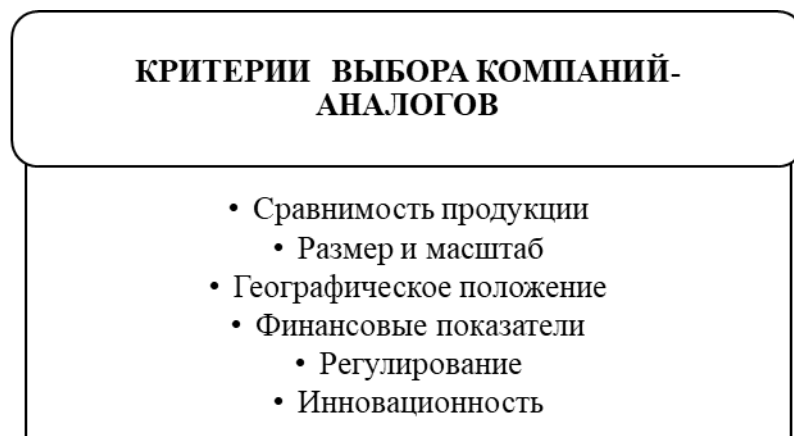 КРИТЕРИИ ВЫБОРА КОМПАНИЙ-
АНАЛОГОВ
• Сравнимость продукции
• Размер и масштаб
• Географическое положение
• Финансовые показатели
• Регулирование
• Инновационность